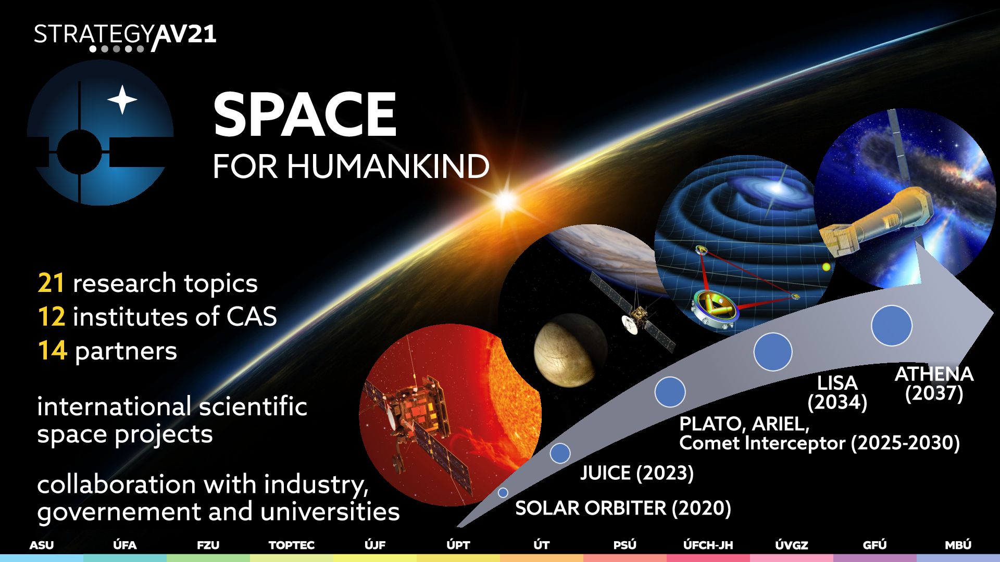 STRATEGYAV21
SPACE
FOR HUMANKIND
21 research topics
12 institutes of CAS
14 partners
international scientific
space projects
collaboration with industry,
governement and universities
ATHENA
(2037)
LISA
(2034)
PLATO, ARIEL,
Comet Interceptor (2025-2030)
JUICE (2023)
SOLAR ORBITER (2020)
ASU ÚFA FZU TOPTEC ÚJF ÚPT ÚT PSÚ ÚFCH-JH ÚVGZ GFÚ MBÚ